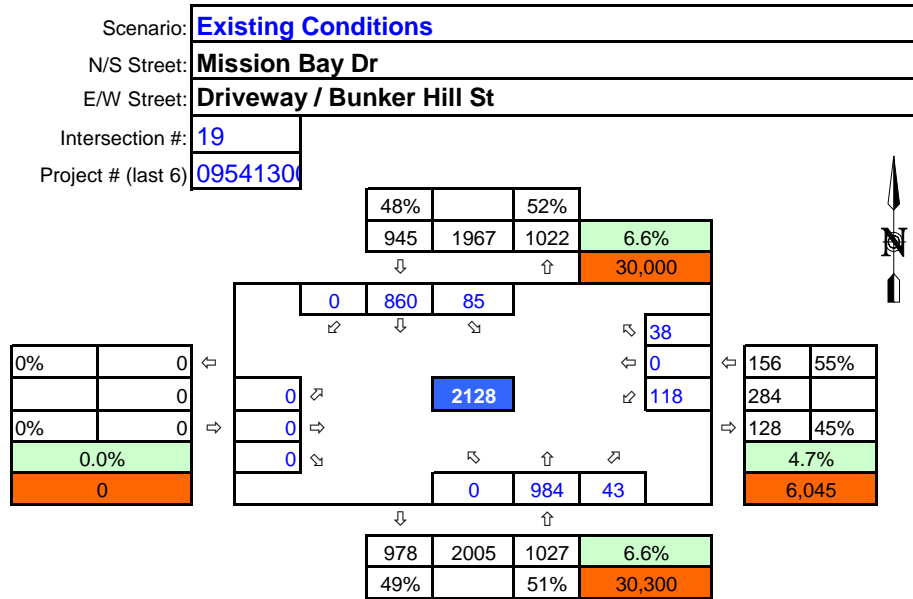 Scenario: Existing Conditions
N/S Street: Mission Bay Dr
E/W Street: Driveway / Bunker Hill St
Intersection #: 19
Project # (last 6) 09541300
N
48% 52%
945 1967 1022 6.6%
⇩ ⇧ 30,000
0 860 85
⬃ ⇩ ⬂
⬁ 38
0% 0 ⇦ ⇦ 0 ⇦ 156 55%
0 0 ⬀ 2128 ⬃ 118 284
0% 0 ⇨ 0 ⇨ ⇨ 128 45%
0.0% 0 ⬂ ⬁ ⇧ ⬀ 4.7%
0 0 984 43 6,045
⇩ ⇧
978 2005 1027 6.6%
49% 51% 30,300